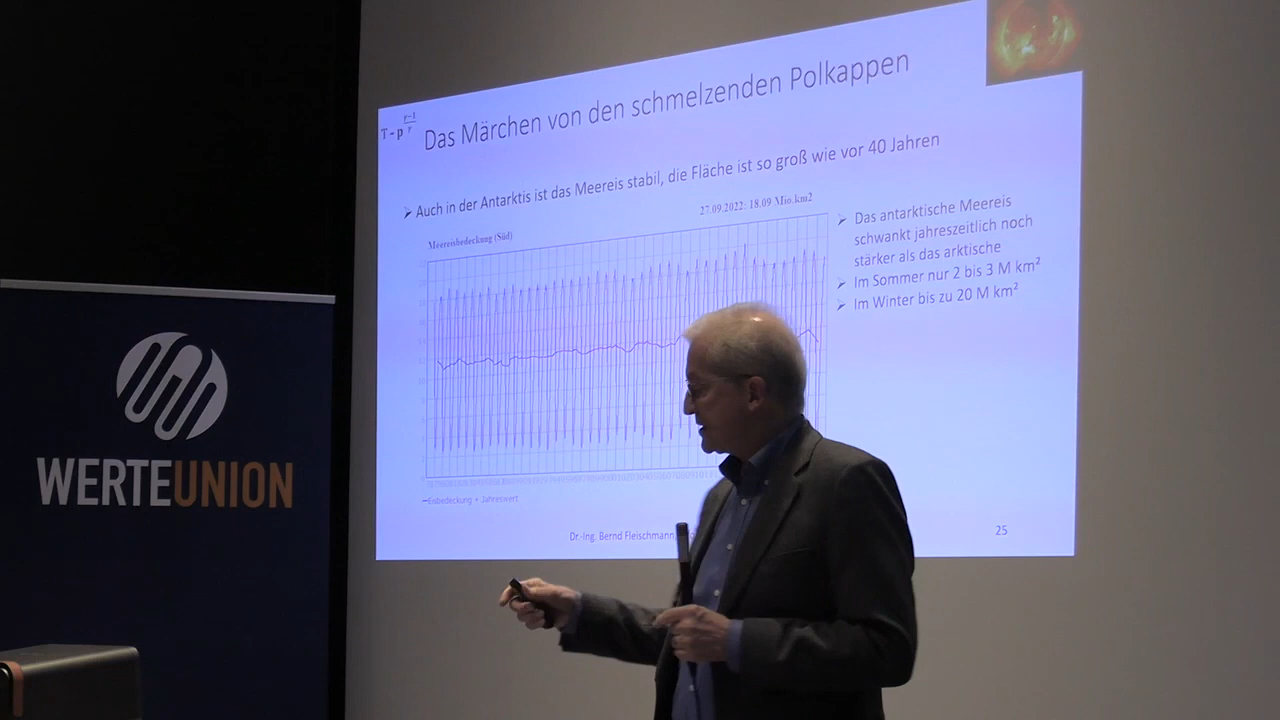 Das Märchen von den schmelzenden Polkappen
Auch in der Antarktis ist das Meereis stabil, die Fläche ist so groß wie vor 40 Jahren
27.09.2022: 18.09 Mio.km2
Meereisbedeckung (Süd)
Das antarktische Meereis
schwankt jahreszeitlich noch
stärker als das arktische
Im Sommer nur 2 bis 3 M km²
Im Winter bis zu 20 M km²
Eisbedeckung + Jahreswert
Dr.-Ing. Bernd Fleischmann,
25
WERTEUNION